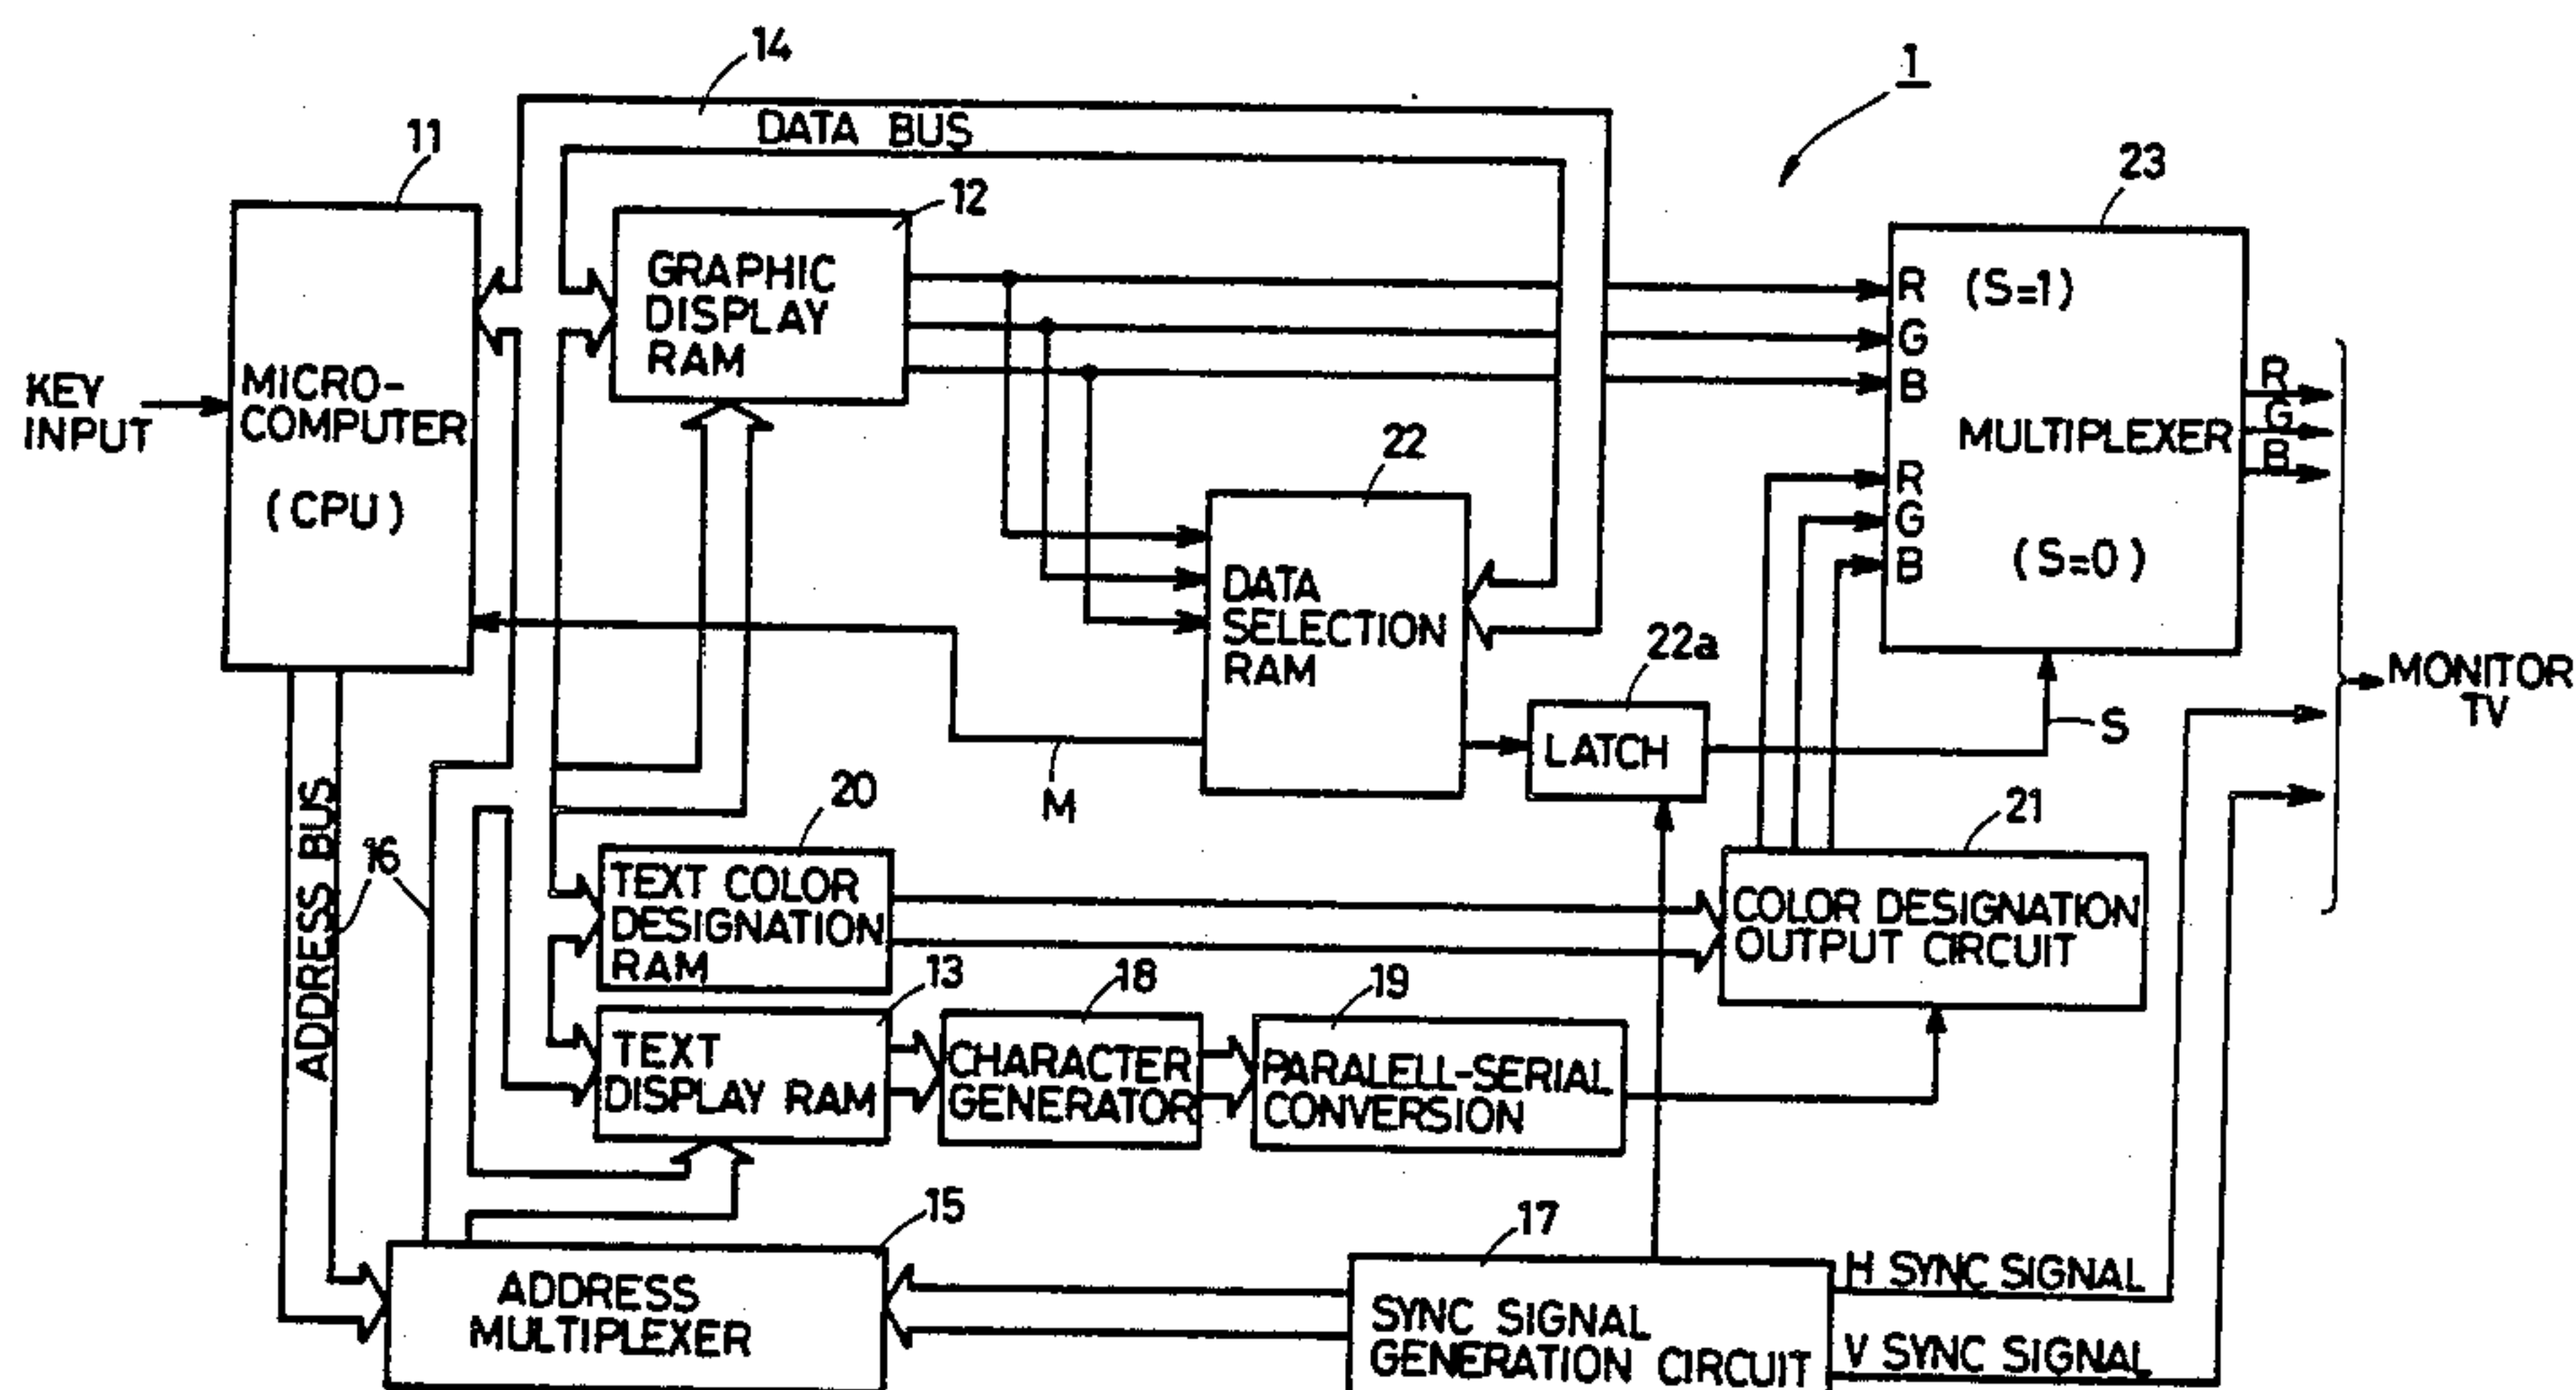 14
1
DATA BUS
11
12
23
GRAPHIC
DISPLAY
RAM
R (S=1)
G
B
MICRO-
COMPUTER
(CPU)
KEY
INPUT
MULTIPLEXER
R
G
B
R
G
B
(S=0)
22
DATA
SELECTION
RAM
22a
LATCH
S
MONITOR
TV
M
ADDRESS BUS
16
20
TEXT COLOR
DESIGNATION
RAM
21
COLOR DESIGNATION
OUTPUT CIRCUIT
13
TEXT
DISPLAY RAM
18
CHARACTER
GENERATOR
19
PARALELL-SERIAL
CONVERSION
15
ADDRESS
MULTIPLEXER
17
SYNC SIGNAL
GENERATION CIRCUIT
H SYNC SIGNAL
V SYNC SIGNAL